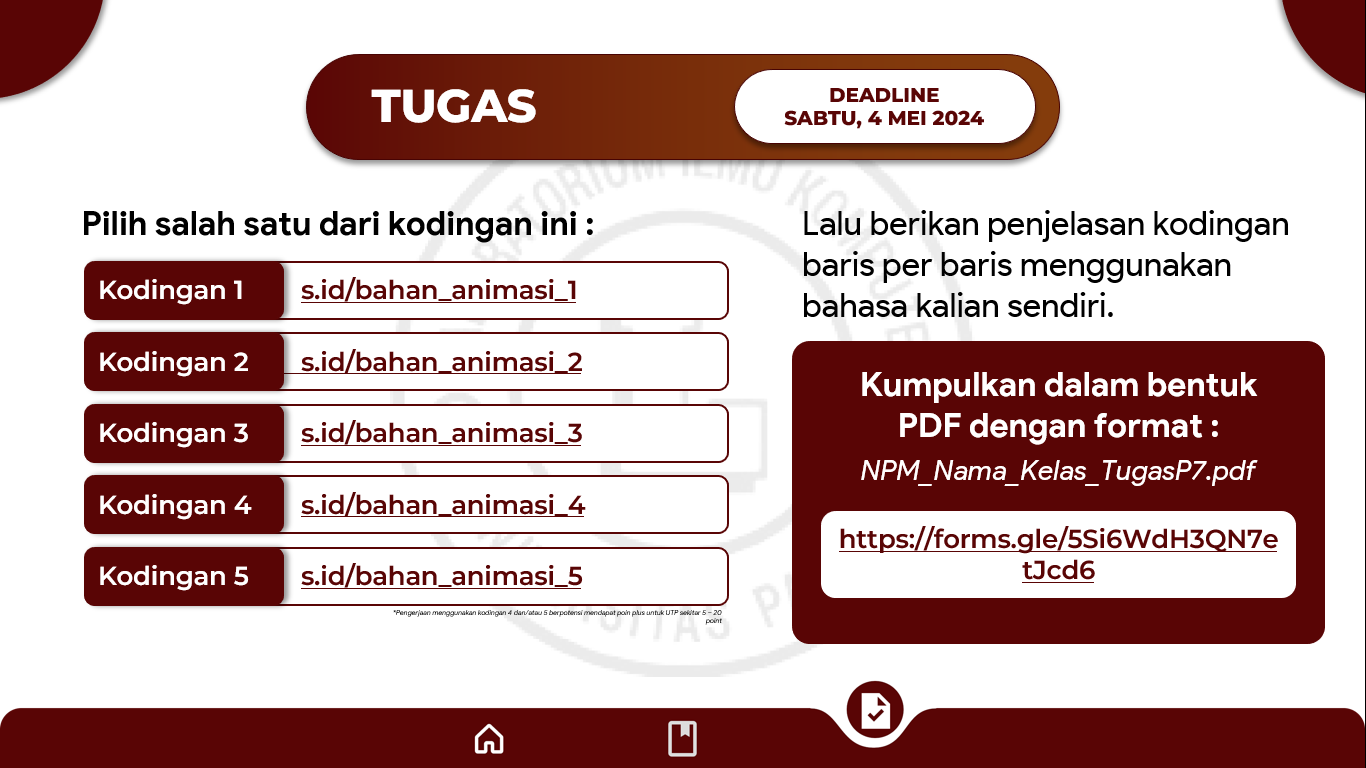 TUGAS
DEADLINE
SABTU, 4 MEI 2024
Pilih salah satu dari kodingan ini :
Kodingan 1 s.id/bahan_animasi_1
Kodingan 2 s.id/bahan_animasi_2
Kodingan 3 s.id/bahan_animasi_3
Kodingan 4 s.id/bahan_animasi_4
Kodingan 5 s.id/bahan_animasi_5
*Pengerjaan menggunakan kodingan 4 dan/atau 5 berpotensi mendapat poin plus untuk UTP sekitar 5 – 20
point
Lalu berikan penjelasan kodingan
baris per baris menggunakan
bahasa kalian sendiri.
Kumpulkan dalam bentuk
PDF dengan format :
NPM_Nama_Kelas_TugasP7.pdf
https://forms.gle/5Si6WdH3QN7e
tJcd6